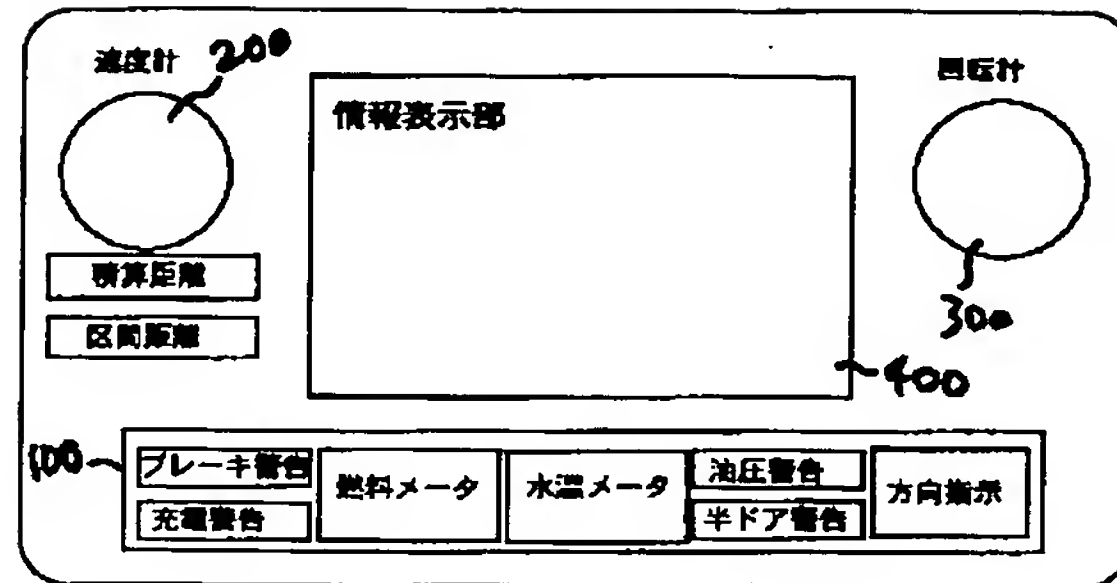 速度計
200
情報表示部
回転計
積算距離
区間距離
300
400
100
ブレーキ警告
充電警告
燃料メータ
水温メータ
油圧警告
半ドア警告
方向指示